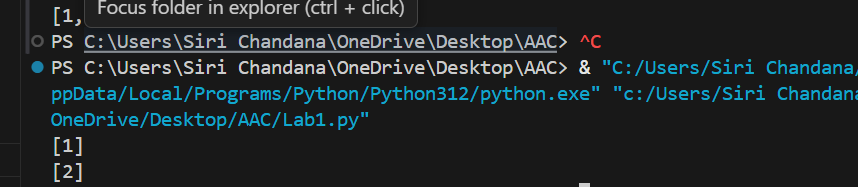 [1,
Focus folder in explorer (ctrl + click)
PS C:\Users\Siri Chandana\OneDrive\Desktop\AAC> ^C
PS C:\Users\Siri Chandana\OneDrive\Desktop\AAC> & "C:/Users/Siri Chandana/
ppData/Local/Programs/Python/Python312/python.exe" "c:/Users/Siri Chandana
OneDrive/Desktop/AAC/Lab1.py"
[1]
[2]